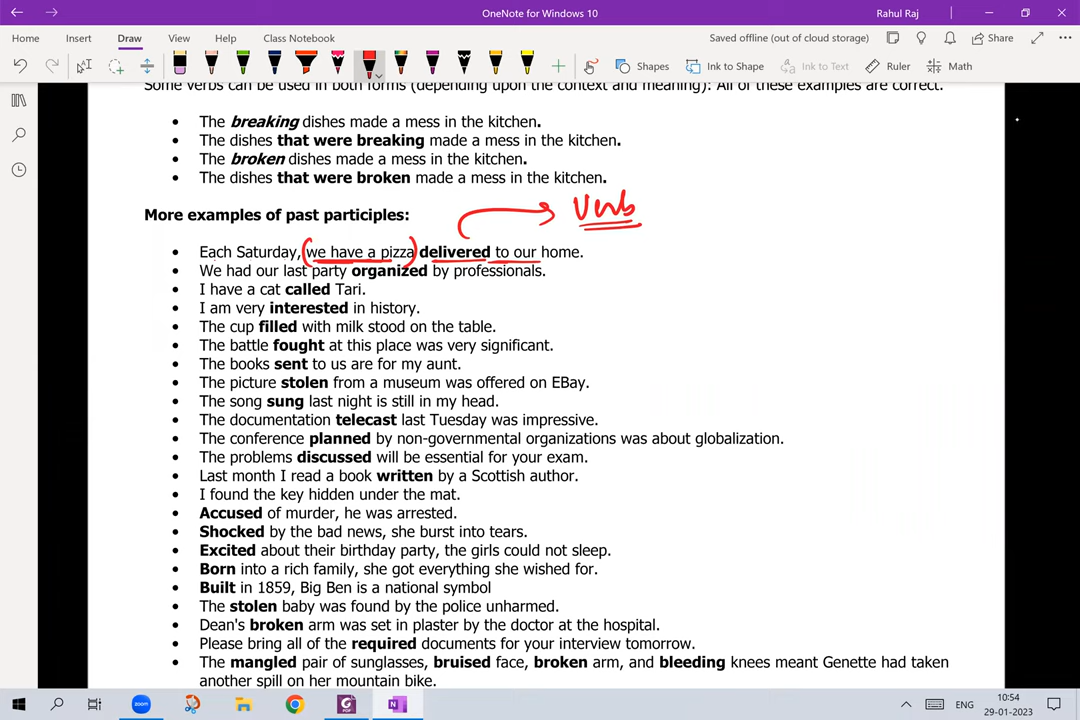 OneNote for Windows 10
Rahul Raj
Home Insert Draw View Help Class Notebook
Saved offline (out of cloud storage)
Share
Shapes Ink to Shape Ink to Text Ruler Math
Some verbs can be used in both forms (depending upon the context and meaning): All of these examples are correct.
• The breaking dishes made a mess in the kitchen.
• The dishes that were breaking made a mess in the kitchen.
• The broken dishes made a mess in the kitchen.
• The dishes that were broken made a mess in the kitchen.
Verb
More examples of past participles:
• Each Saturday, (we have a pizza) delivered to our home.
• We had our last party organized by professionals.
• I have a cat called Tari.
• I am very interested in history.
• The cup filled with milk stood on the table.
• The battle fought at this place was very significant.
• The books sent to us are for my aunt.
• The picture stolen from a museum was offered on EBay.
• The song sung last night is still in my head.
• The documentation telecast last Tuesday was impressive.
• The conference planned by non-governmental organizations was about globalization.
• The problems discussed will be essential for your exam.
• Last month I read a book written by a Scottish author.
• I found the key hidden under the mat.
• Accused of murder, he was arrested.
• Shocked by the bad news, she burst into tears.
• Excited about their birthday party, the girls could not sleep.
• Born into a rich family, she got everything she wished for.
• Built in 1859, Big Ben is a national symbol
• The stolen baby was found by the police unharmed.
• Dean's broken arm was set in plaster by the doctor at the hospital.
• Please bring all of the required documents for your interview tomorrow.
• The mangled pair of sunglasses, bruised face, broken arm, and bleeding knees meant Genette had taken
another spill on her mountain bike.
zoom
ENG
10:54
29-01-2023